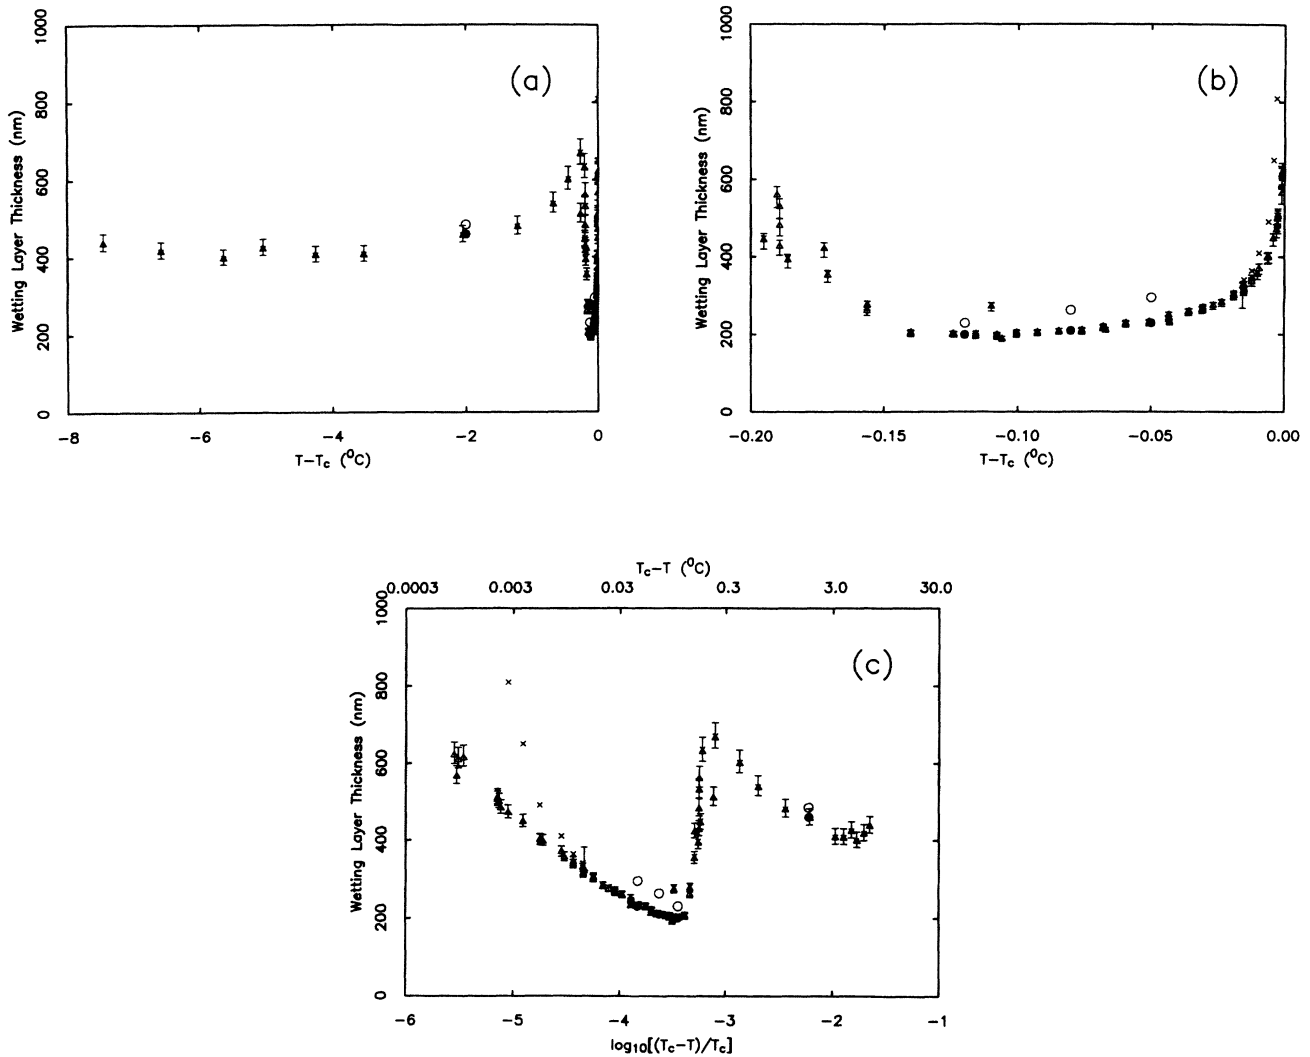 (a)
Wetting Layer Thickness (nm)
1000
800
600
400
200
0
−8 −6 −4 −2 0
T−Tc (⁰C)
(b)
Wetting Layer Thickness (nm)
1000
800
600
400
200
0
−0.20 −0.15 −0.10 −0.05 0.00
T−Tc (⁰C)
Tc−T (⁰C)
0.0003 0.003 0.03 0.3 3.0 30.0
(c)
Wetting Layer Thickness (nm)
1000
800
600
400
200
0
−6 −5 −4 −3 −2 −1
log₁₀[(Tc−T)/Tc]